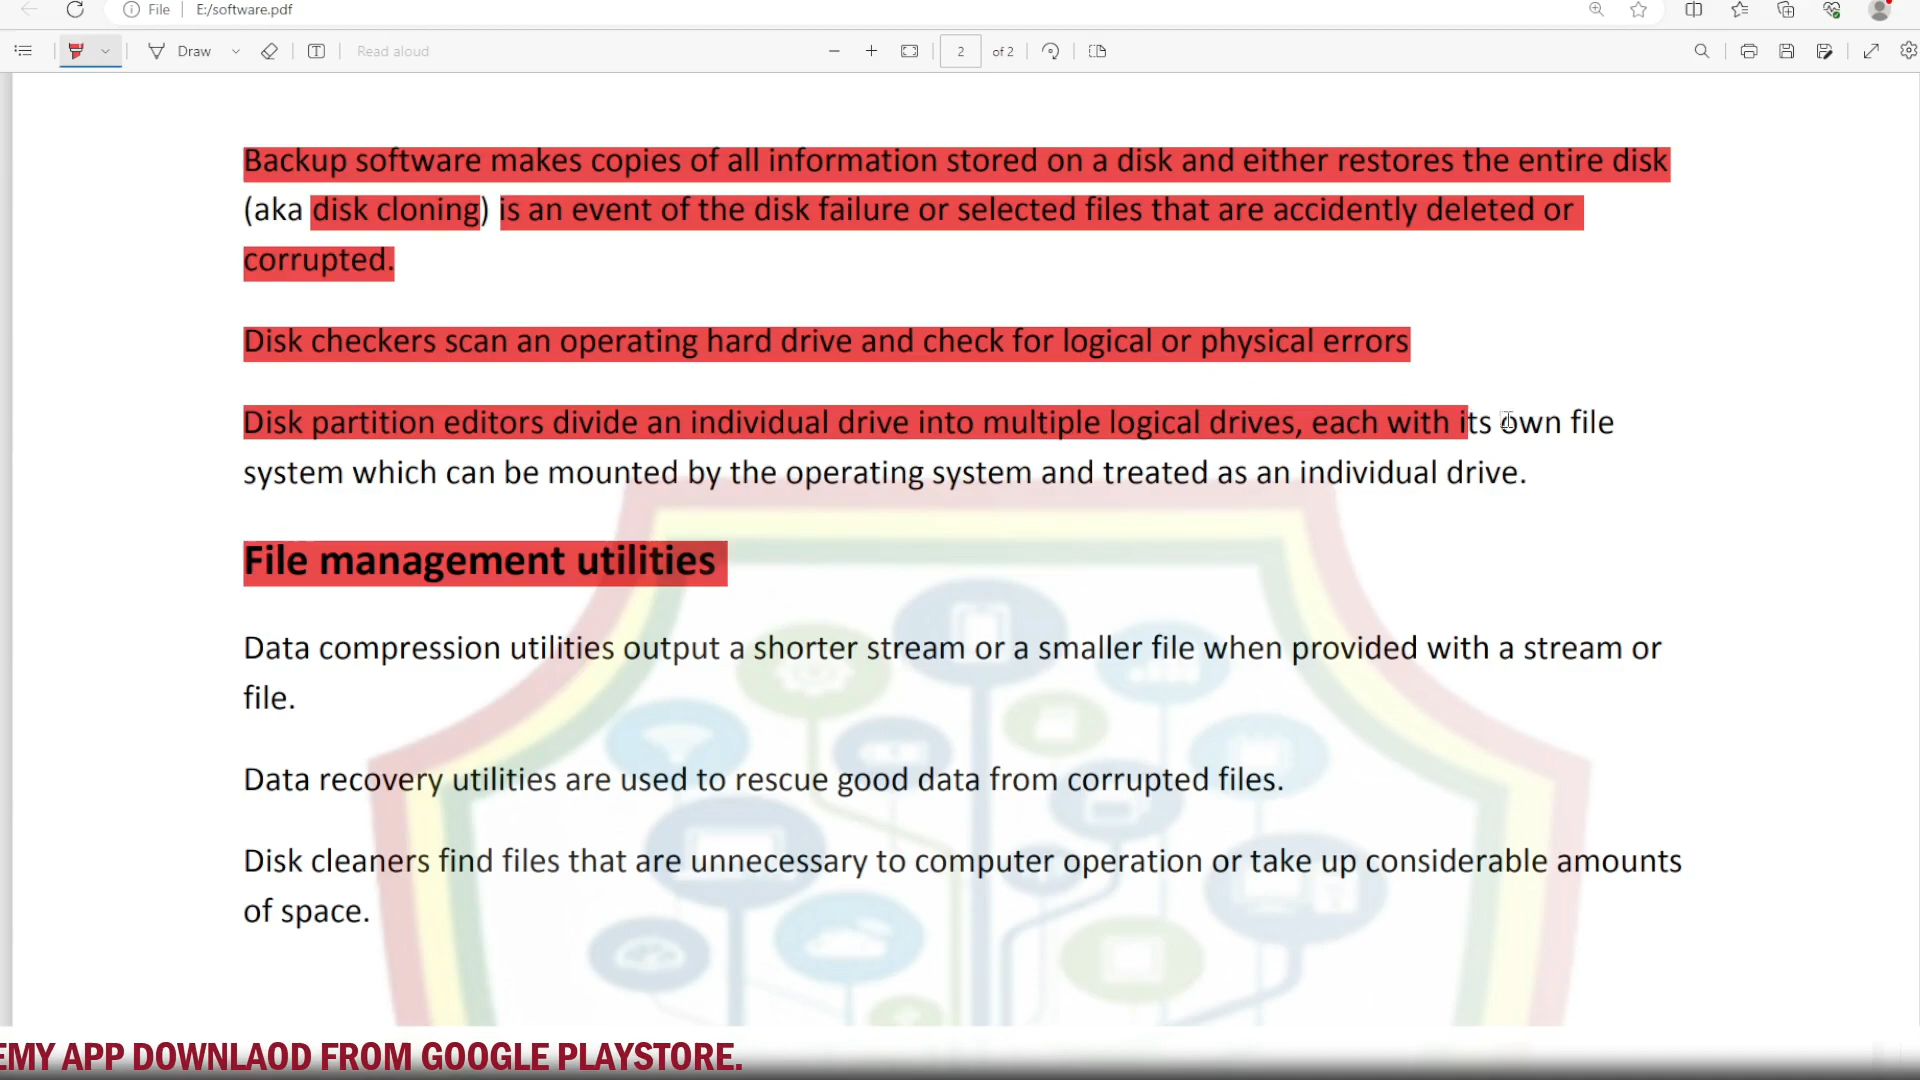 File E:/software.pdf
Draw Read aloud 2 of 2
Backup software makes copies of all information stored on a disk and either restores the entire disk
(aka disk cloning) is an event of the disk failure or selected files that are accidently deleted or
corrupted.
Disk checkers scan an operating hard drive and check for logical or physical errors
Disk partition editors divide an individual drive into multiple logical drives, each with its own file
system which can be mounted by the operating system and treated as an individual drive.
File management utilities
Data compression utilities output a shorter stream or a smaller file when provided with a stream or
file.
Data recovery utilities are used to rescue good data from corrupted files.
Disk cleaners find files that are unnecessary to computer operation or take up considerable amounts
of space.
EMY APP DOWNLAOD FROM GOOGLE PLAYSTORE.